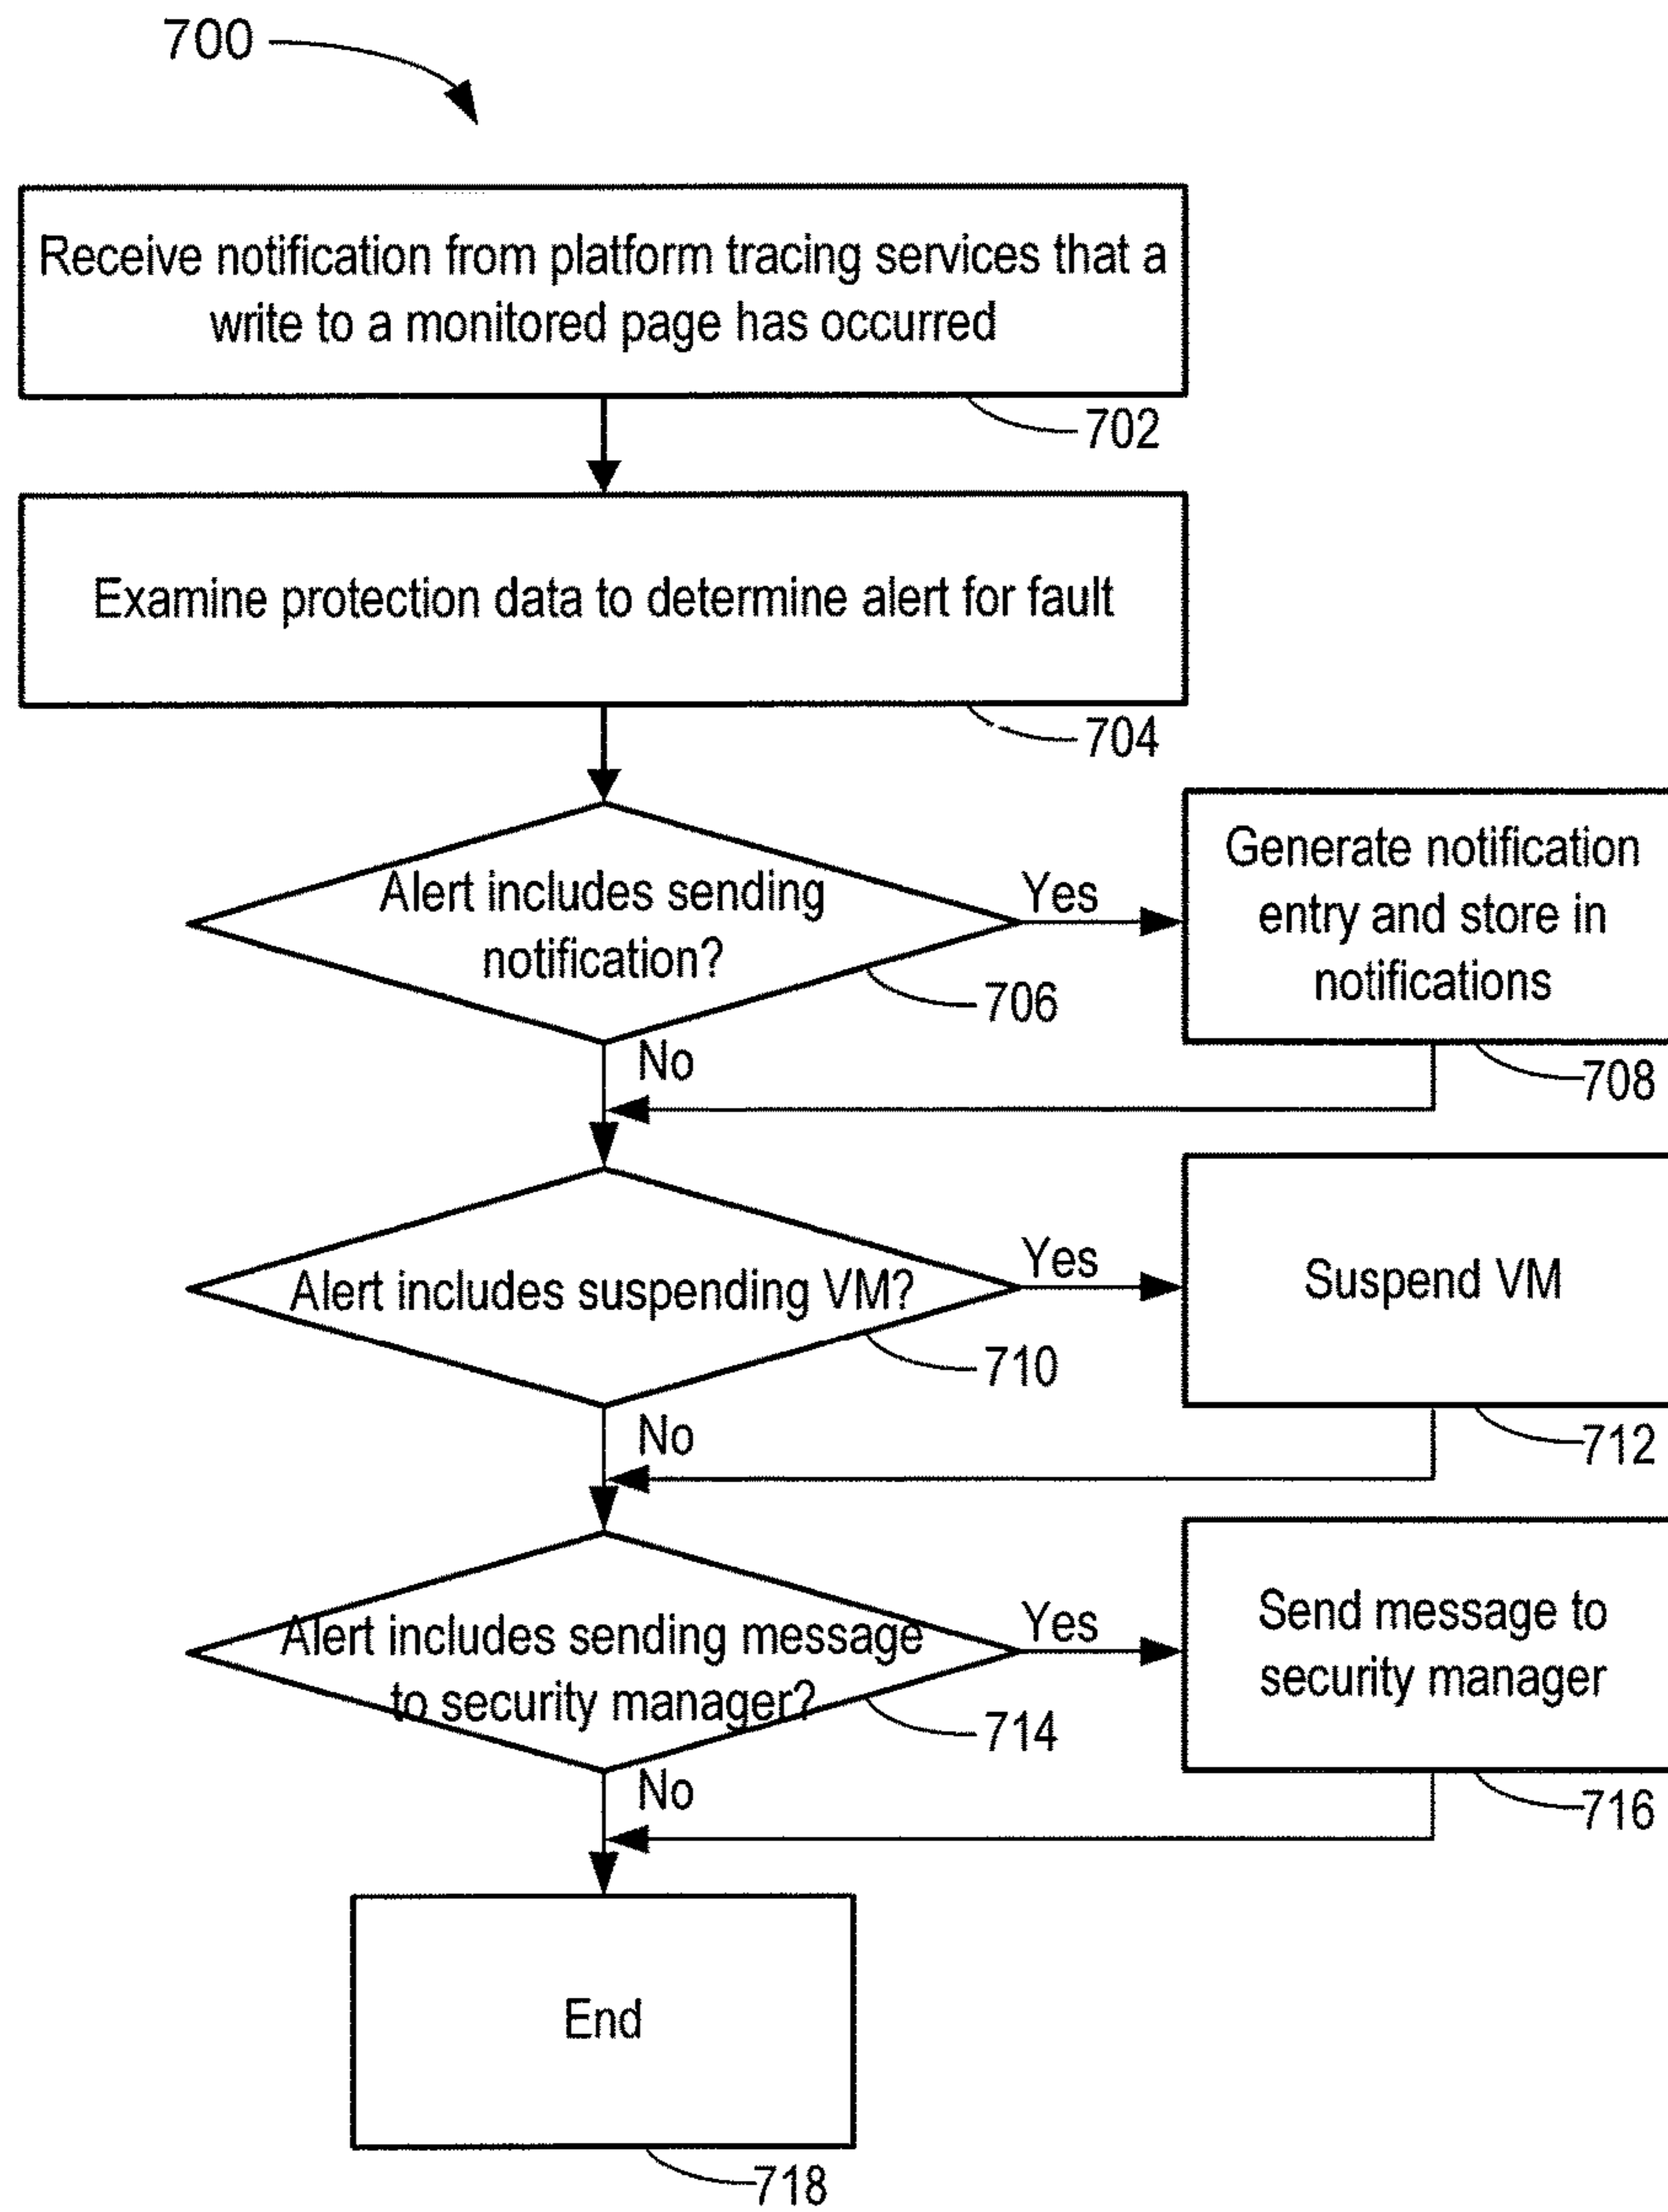 700
Receive notification from platform tracing services that a
write to a monitored page has occurred
702
Examine protection data to determine alert for fault
704
Alert includes sending
notification?
Yes
706
No
Generate notification
entry and store in
notifications
708
Alert includes suspending VM?
Yes
710
No
Suspend VM
712
Alert includes sending message
to security manager?
Yes
714
No
Send message to
security manager
716
End
718